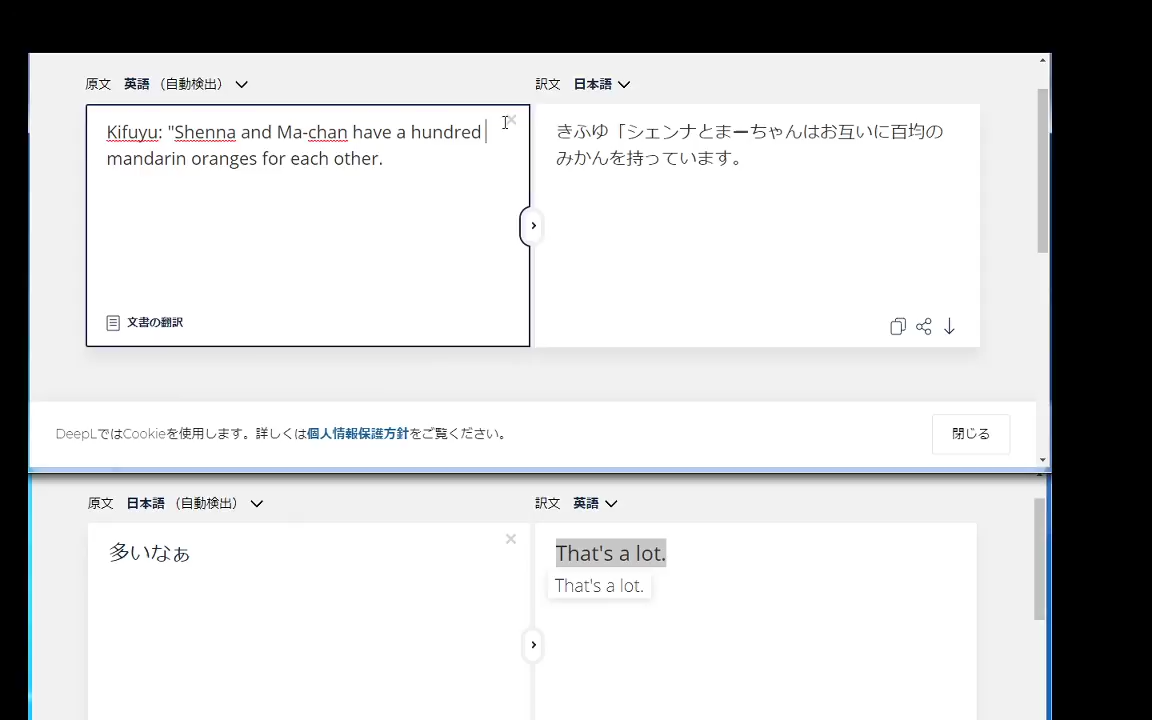 原文 英語 (自動検出)
訳文 日本語
Kifuyu: "Shenna and Ma-chan have a hundred
mandarin oranges for each other.
きふゆ「シェンナとまーちゃんはお互いに百均の
みかんを持っています。
文書の翻訳
DeepLではCookieを使用します。詳しくは個人情報保護方針をご覧ください。
閉じる
原文 日本語 (自動検出)
訳文 英語
多いなぁ
That's a lot.
That's a lot.